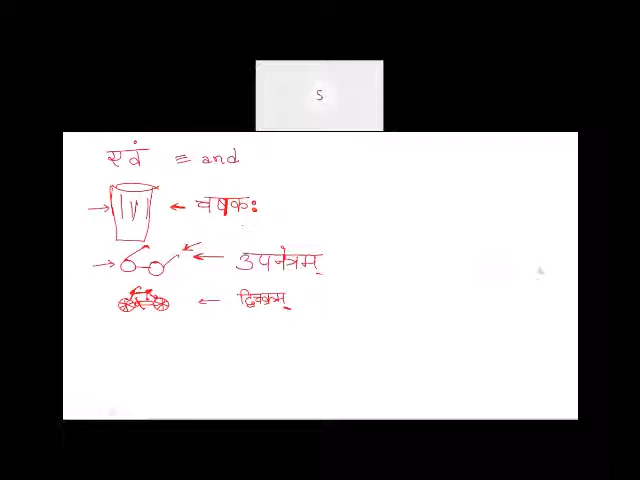 5
एवं = and
चषकः
उपनेत्रम्
द्विचक्रम्